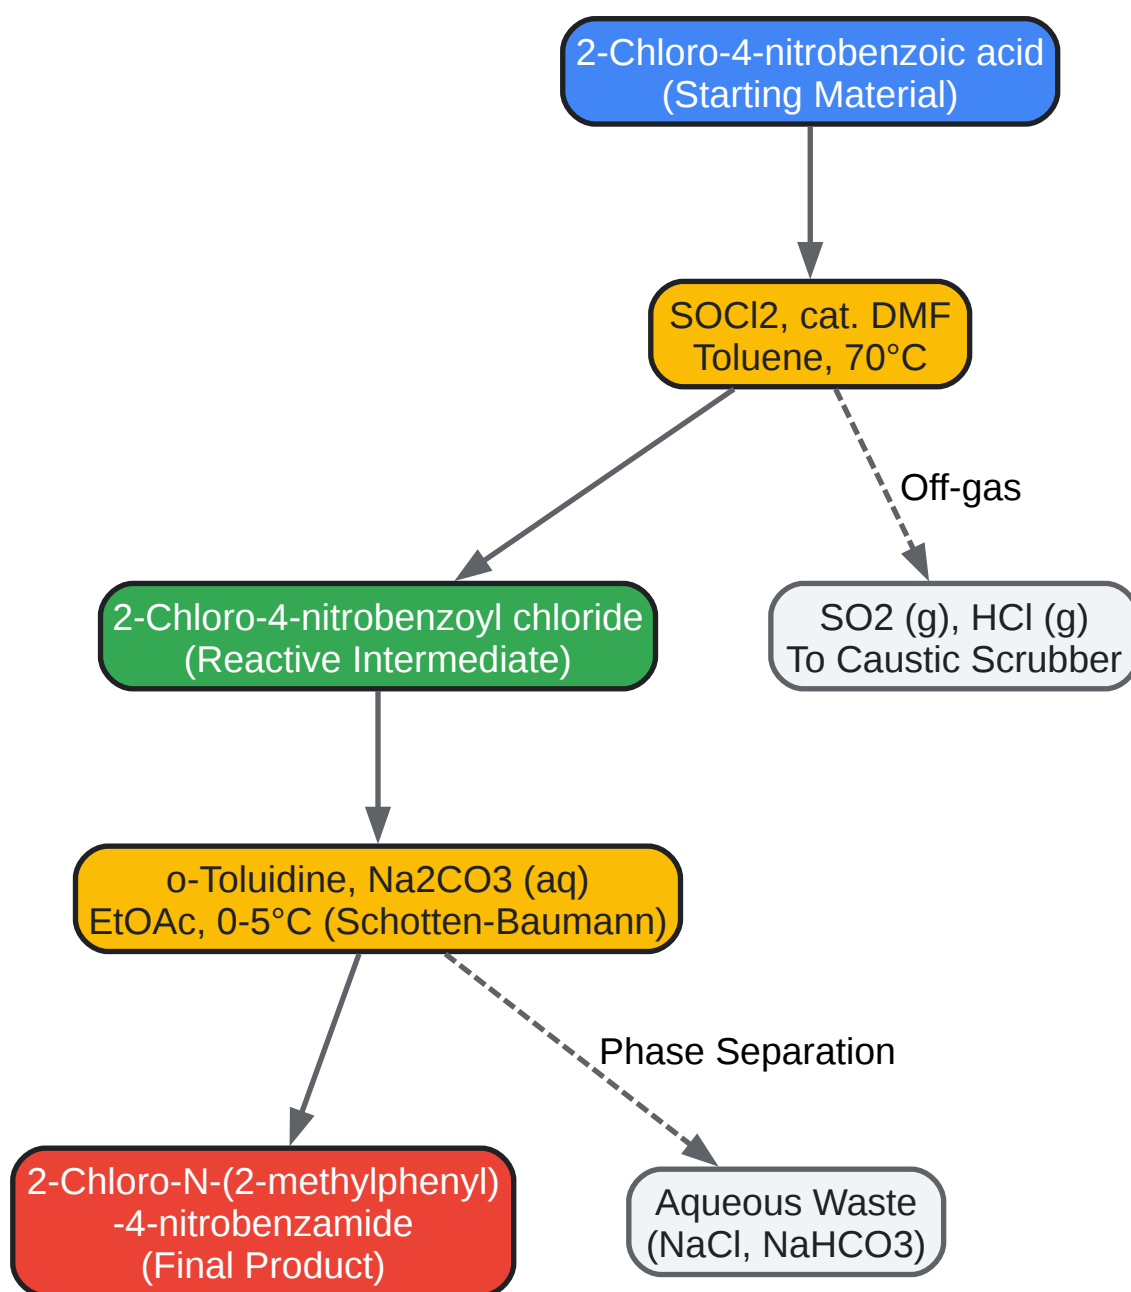 2-Chloro-4-nitrobenzoic acid
(Starting Material)
SOCl2, cat. DMF
Toluene, 70°C
Off-gas
2-Chloro-4-nitrobenzoyl chloride
(Reactive Intermediate)
SO2 (g), HCl (g)
To Caustic Scrubber
o-Toluidine, Na2CO3 (aq)
EtOAc, 0-5°C (Schotten-Baumann)
Phase Separation
2-Chloro-N-(2-methylphenyl)
-4-nitrobenzamide
(Final Product)
Aqueous Waste
(NaCl, NaHCO3)